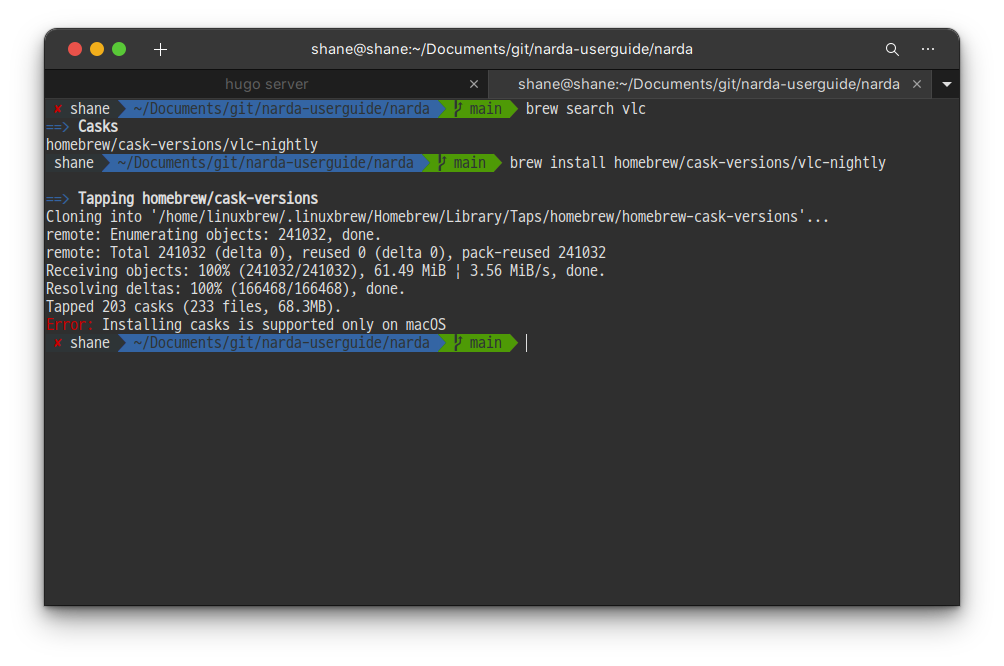 shane@shane:~/Documents/git/narda-userguide/narda
hugo server
shane@shane:~/Documents/git/narda-userguide/narda
✘ shane ~/Documents/git/narda-userguide/narda main brew search vlc
==> Casks
homebrew/cask-versions/vlc-nightly
shane ~/Documents/git/narda-userguide/narda main brew install homebrew/cask-versions/vlc-nightly
==> Tapping homebrew/cask-versions
Cloning into '/home/linuxbrew/.linuxbrew/Homebrew/Library/Taps/homebrew/homebrew-cask-versions'...
remote: Enumerating objects: 241032, done.
remote: Total 241032 (delta 0), reused 0 (delta 0), pack-reused 241032
Receiving objects: 100% (241032/241032), 61.49 MiB ¦ 3.56 MiB/s, done.
Resolving deltas: 100% (166468/166468), done.
Tapped 203 casks (233 files, 68.3MB).
Error: Installing casks is supported only on macOS
✘ shane ~/Documents/git/narda-userguide/narda main